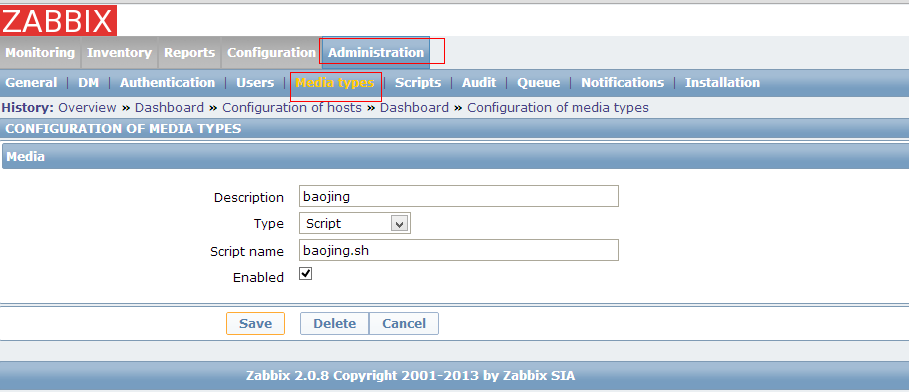 ZABBIX
Monitoring Inventory Reports Configuration Administration
General | DM | Authentication | Users | Media types | Scripts | Audit | Queue | Notifications | Installation
History: Overview » Dashboard » Configuration of hosts » Dashboard » Configuration of media types
CONFIGURATION OF MEDIA TYPES
Media
Description baojing
Type Script
Script name baojing.sh
Enabled
Save Delete Cancel
Zabbix 2.0.8 Copyright 2001-2013 by Zabbix SIA